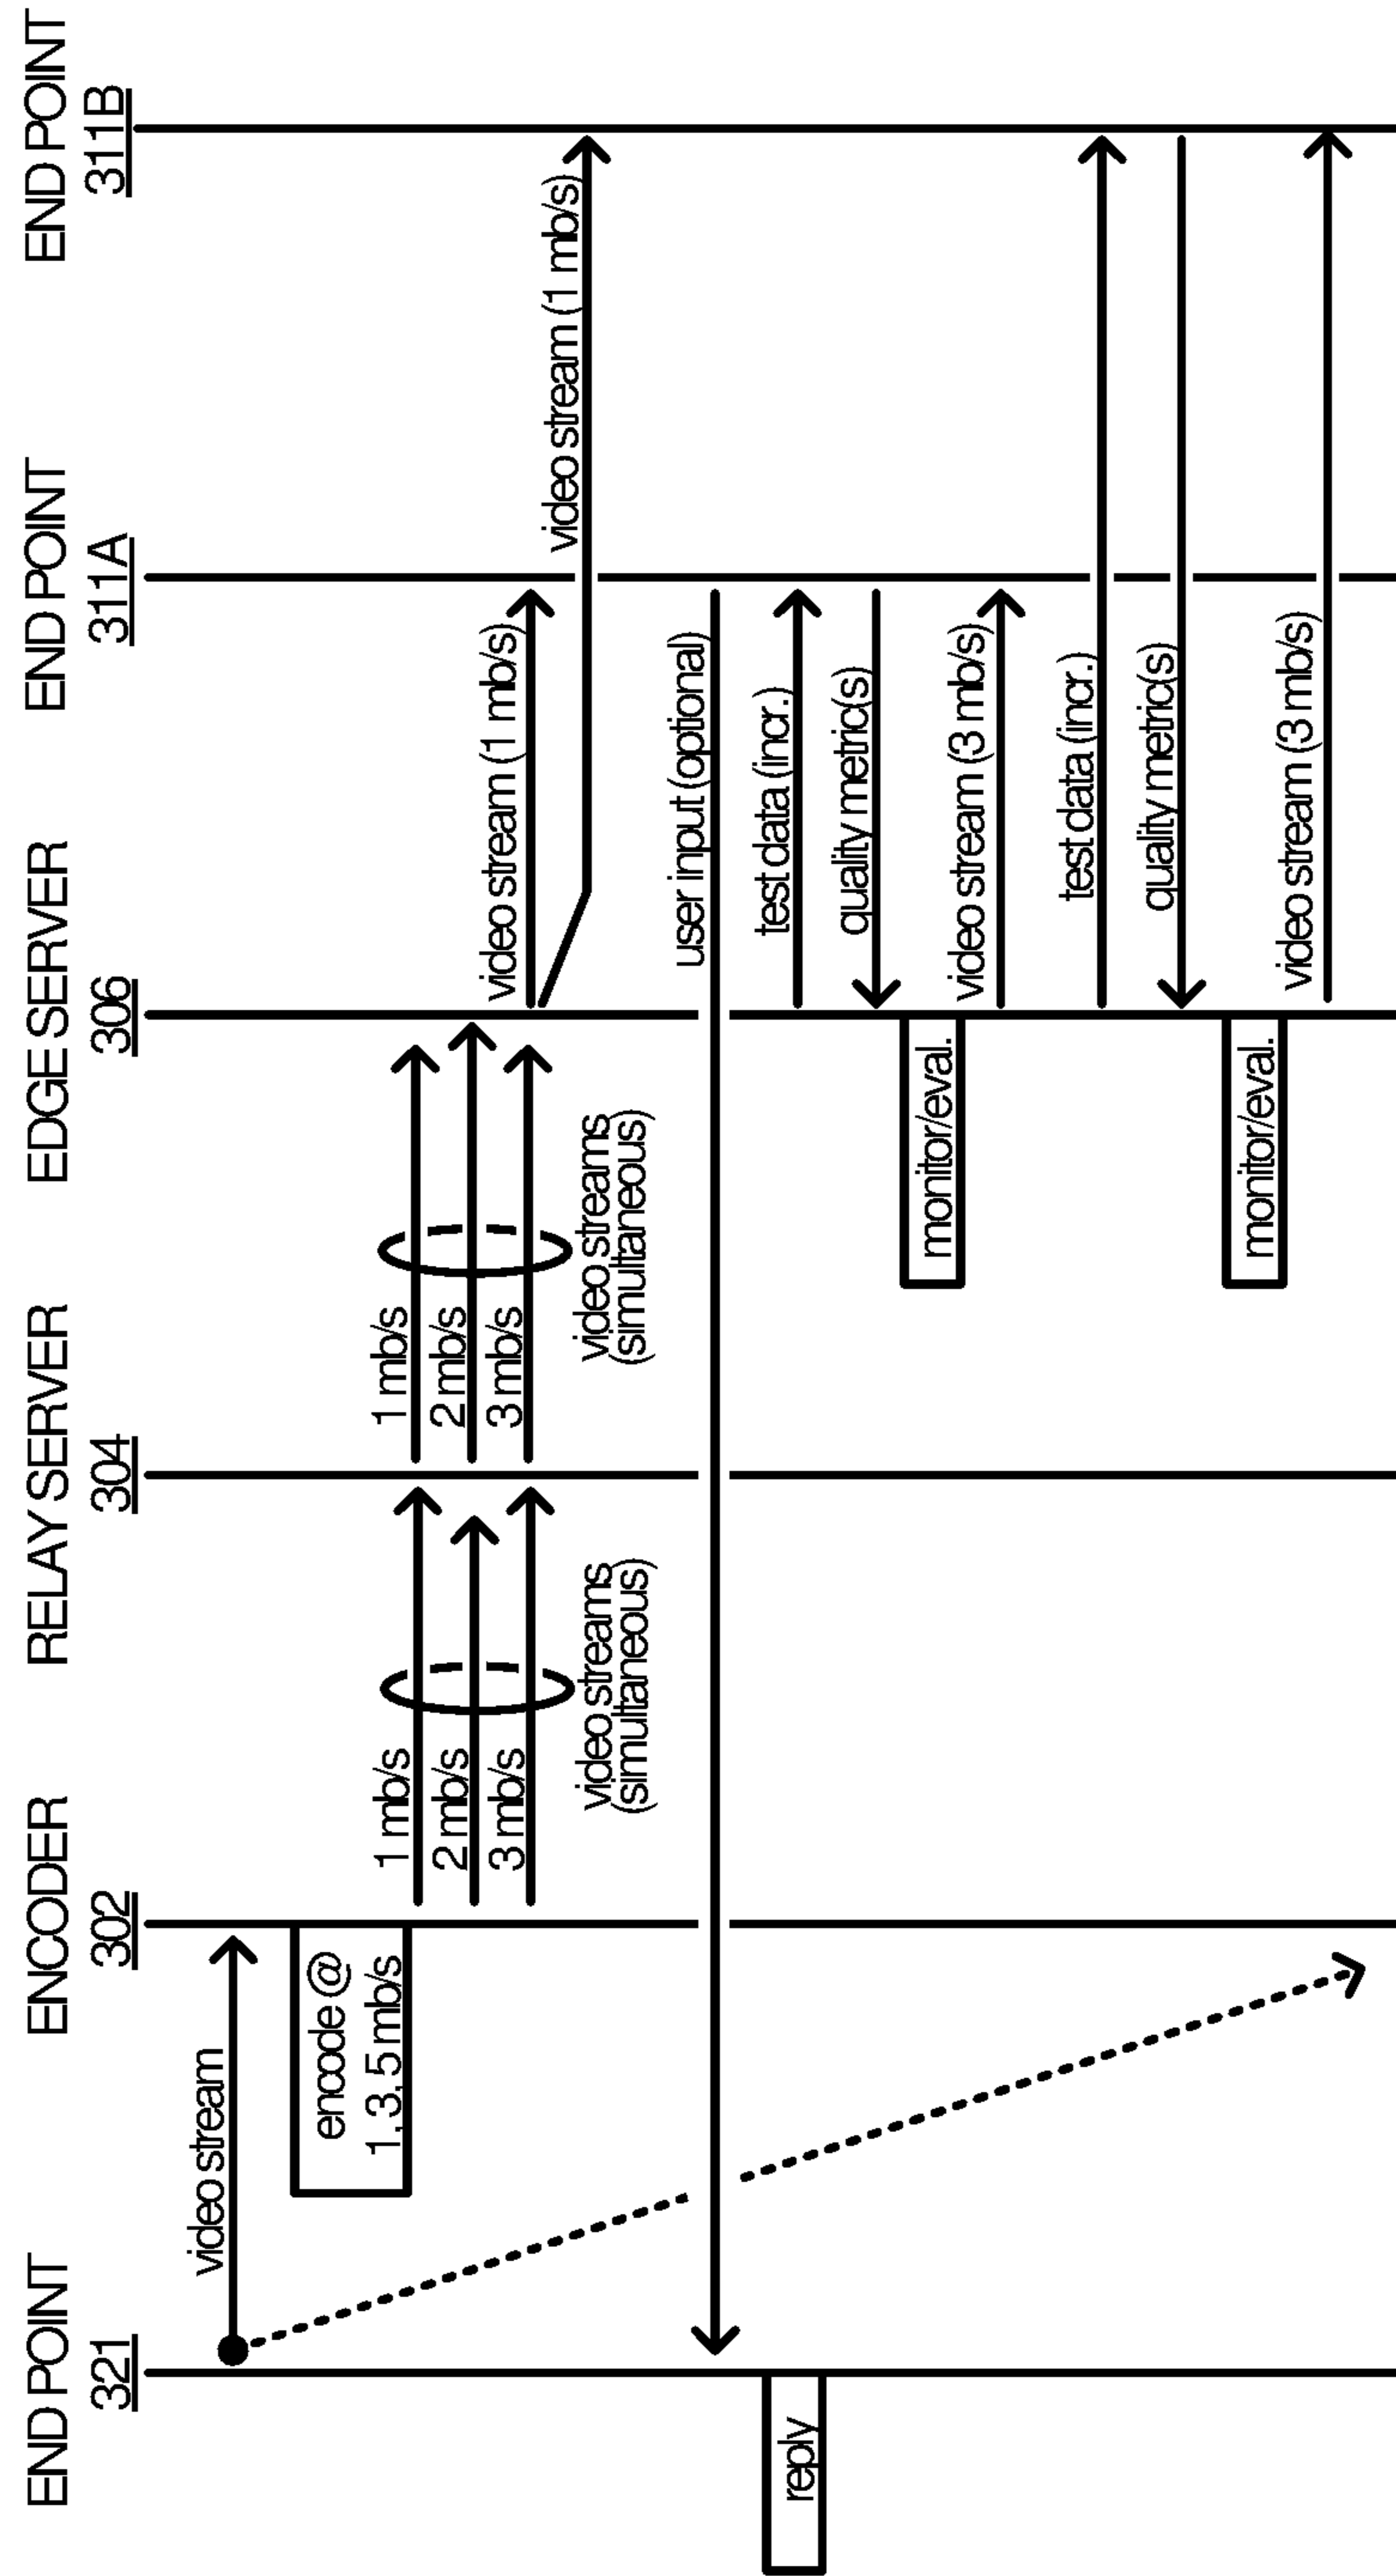 END POINT
321
ENCODER
302
RELAY SERVER
304
EDGE SERVER
306
END POINT
311A
END POINT
311B
video stream
encode @
1, 3, 5 mb/s
1 mb/s
2 mb/s
3 mb/s
video streams
(simultaneous)
1 mb/s
2 mb/s
3 mb/s
video streams
(simultaneous)
video stream (1 mb/s)
video stream (1 mb/s)
user input (optional)
reply
test data (incr.)
quality metric(s)
monitor/eval.
video stream (3 mb/s)
test data (incr.)
quality metric(s)
monitor/eval.
video stream (3 mb/s)